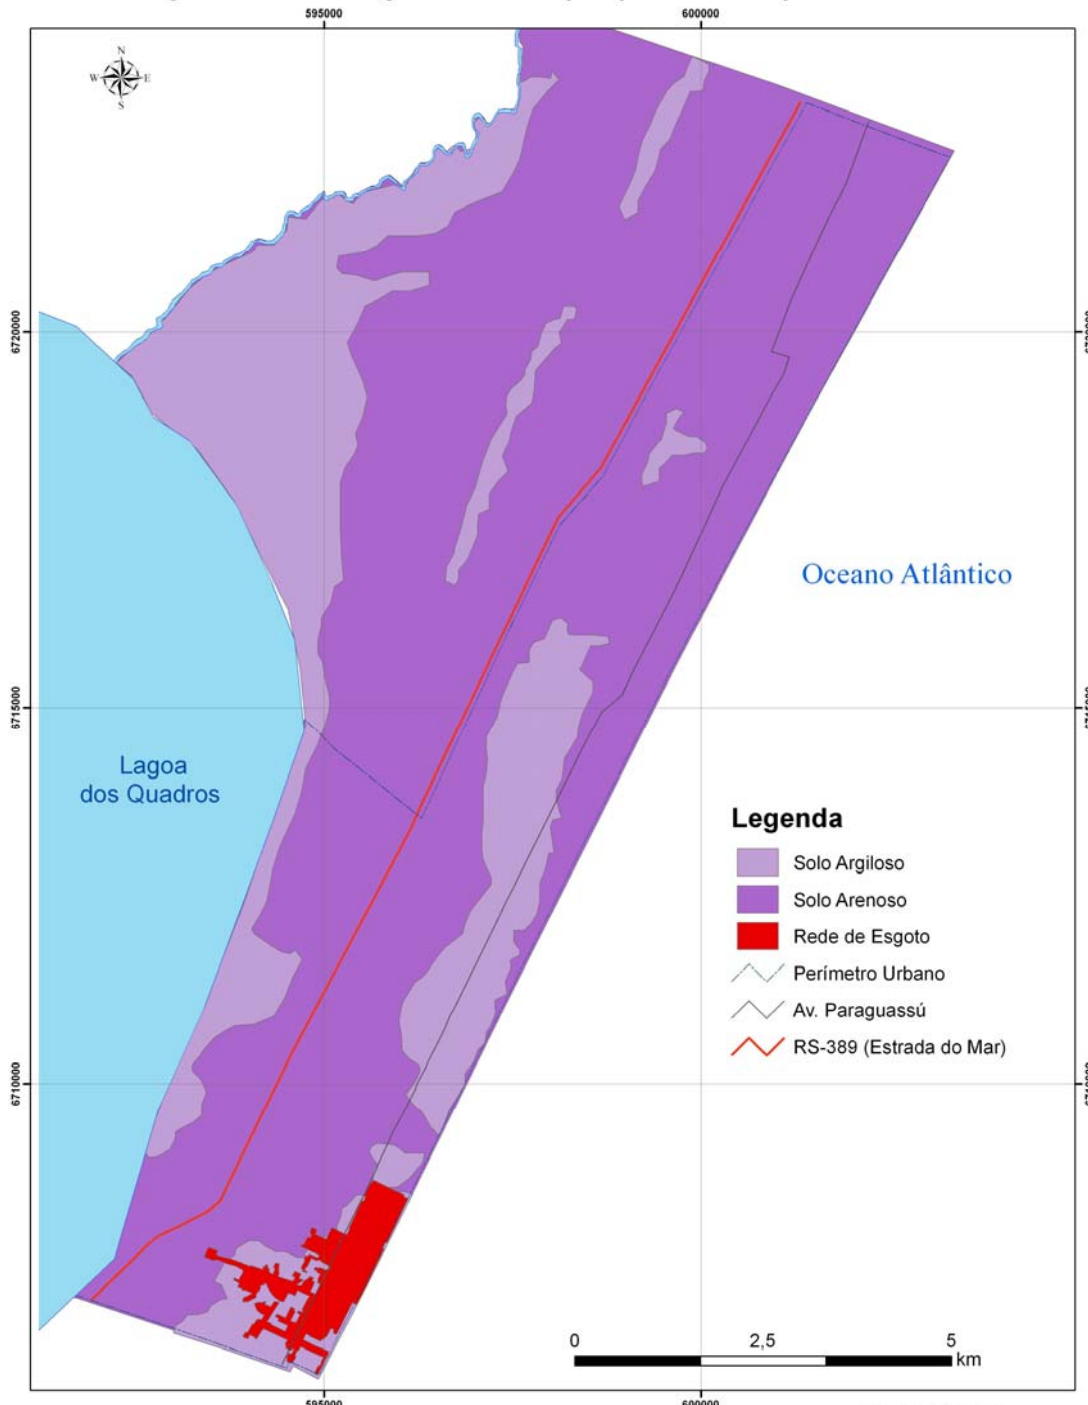 595000
600000
N
W E
S
6720000
Oceano Atlântico
6715000
Lagoa
dos Quadros
Legenda
Solo Argiloso
Solo Arenoso
Rede de Esgoto
Perímetro Urbano
Av. Paraguassú
RS-389 (Estrada do Mar)
6710000
0 2,5 5
km
595000
600000